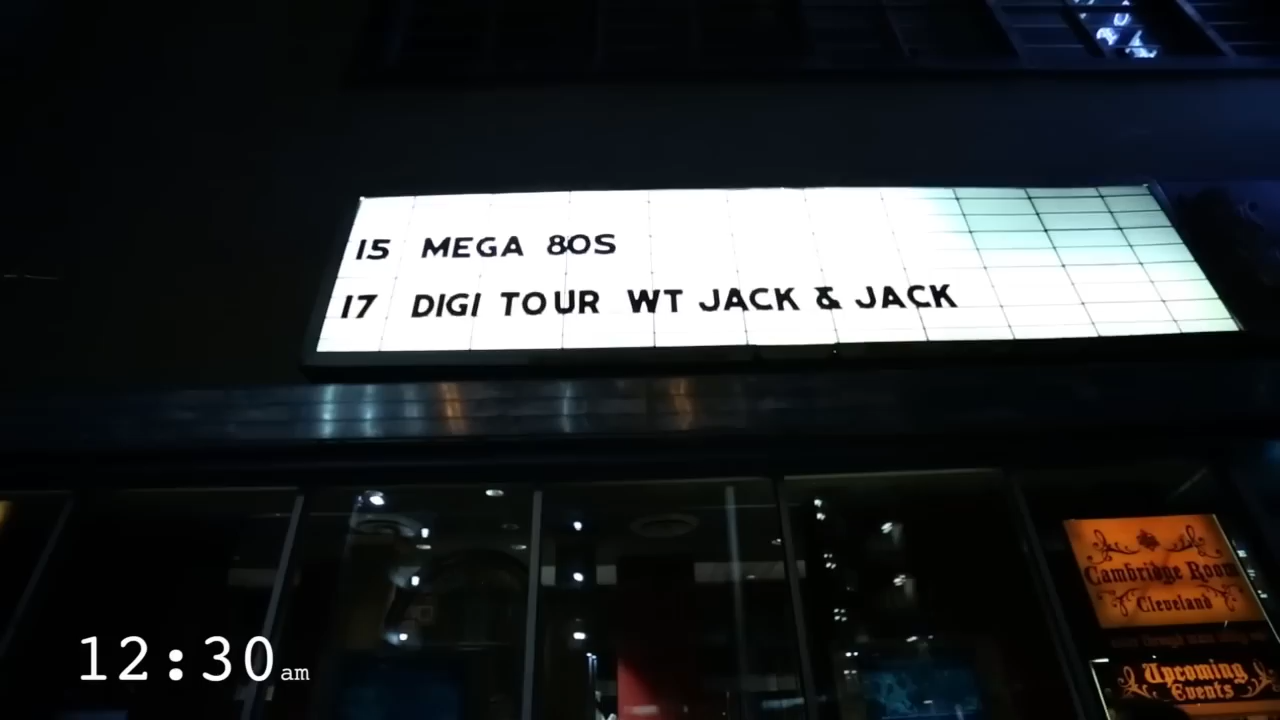 15 MEGA 80S
17 DIGI TOUR WT JACK & JACK
Cambridge Room
Cleveland
Upcoming
Events
12:30am